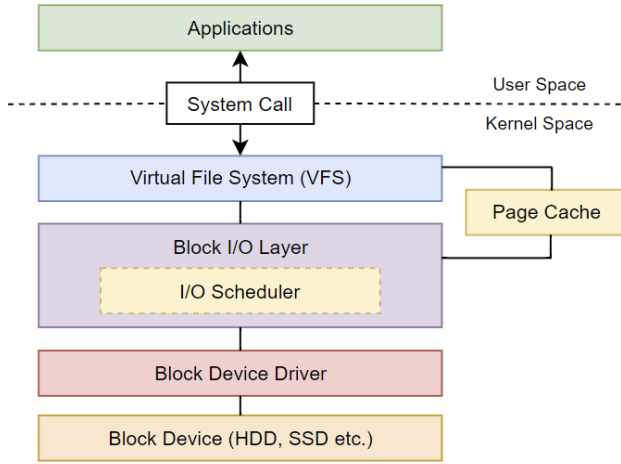 Applications
System Call
User Space
Kernel Space
Virtual File System (VFS)
Page Cache
Block I/O Layer
I/O Scheduler
Block Device Driver
Block Device (HDD, SSD etc.)